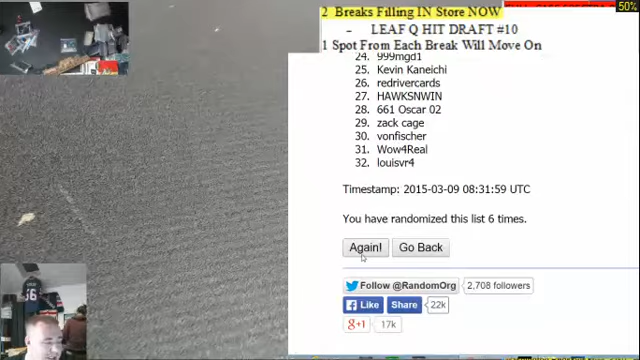 50%
2 Breaks Filling IN Store NOW
- LEAF Q HIT DRAFT #10
1 Spot From Each Break Will Move On
24. 999mgd1
25. Kevin Kaneichi
26. redrivercards
27. HAWKSNWIN
28. 661 Oscar 02
29. zack cage
30. vonfischer
31. Wow4Real
32. louisvr4
Timestamp: 2015-03-09 08:31:59 UTC
You have randomized this list 6 times.
Again! Go Back
Follow @RandomOrg 2,708 followers
Like Share 22k
g+1 17k
66